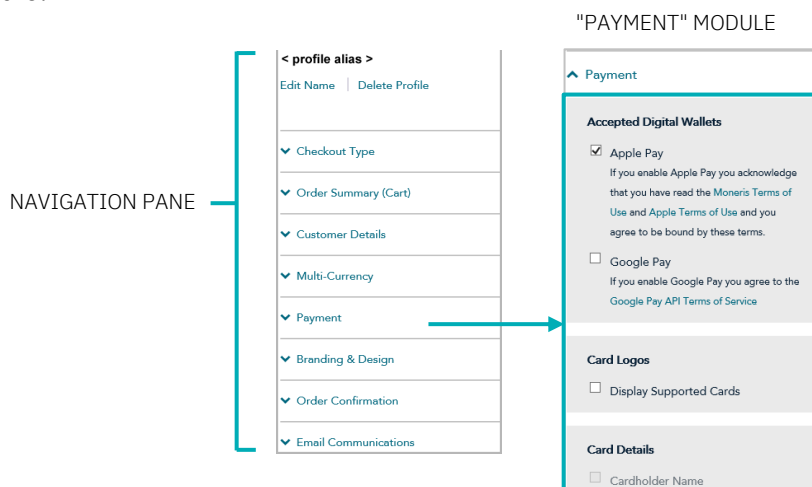 "PAYMENT" MODULE
< profile alias >
Edit Name | Delete Profile
Checkout Type
Order Summary (Cart)
Customer Details
Multi-Currency
Payment
Branding & Design
Order Confirmation
Email Communications
NAVIGATION PANE
Payment
Accepted Digital Wallets
Apple Pay
If you enable Apple Pay you acknowledge
that you have read the Moneris Terms of
Use and Apple Terms of Use and you
agree to be bound by these terms.
Google Pay
If you enable Google Pay you agree to the
Google Pay API Terms of Service
Card Logos
Display Supported Cards
Card Details
Cardholder Name